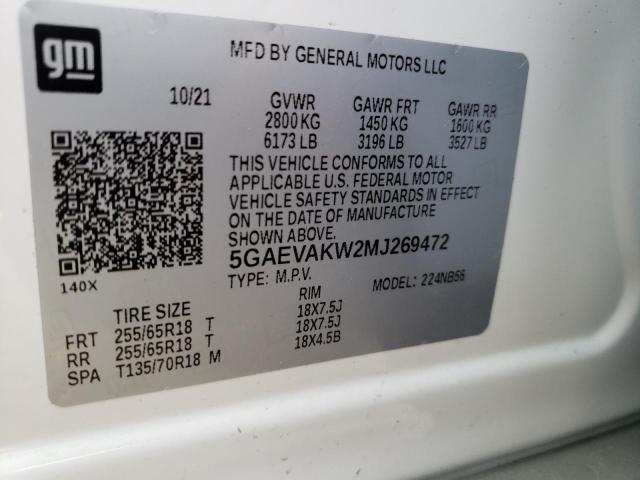 gm
MFD BY GENERAL MOTORS LLC
10/21 GVWR GAWR FRT GAWR RR
2800 KG 1450 KG 1600 KG
6173 LB 3196 LB 3527 LB
THIS VEHICLE CONFORMS TO ALL
APPLICABLE U.S. FEDERAL MOTOR
VEHICLE SAFETY STANDARDS IN EFFECT
ON THE DATE OF MANUFACTURE
5GAEVAKW2MJ269472
140X
TYPE: M.P.V. MODEL: 224NB56
TIRE SIZE RIM
FRT 255/65R18 T 18X7.5J
RR 255/65R18 T 18X7.5J
SPA T135/70R18 M 18X4.5B